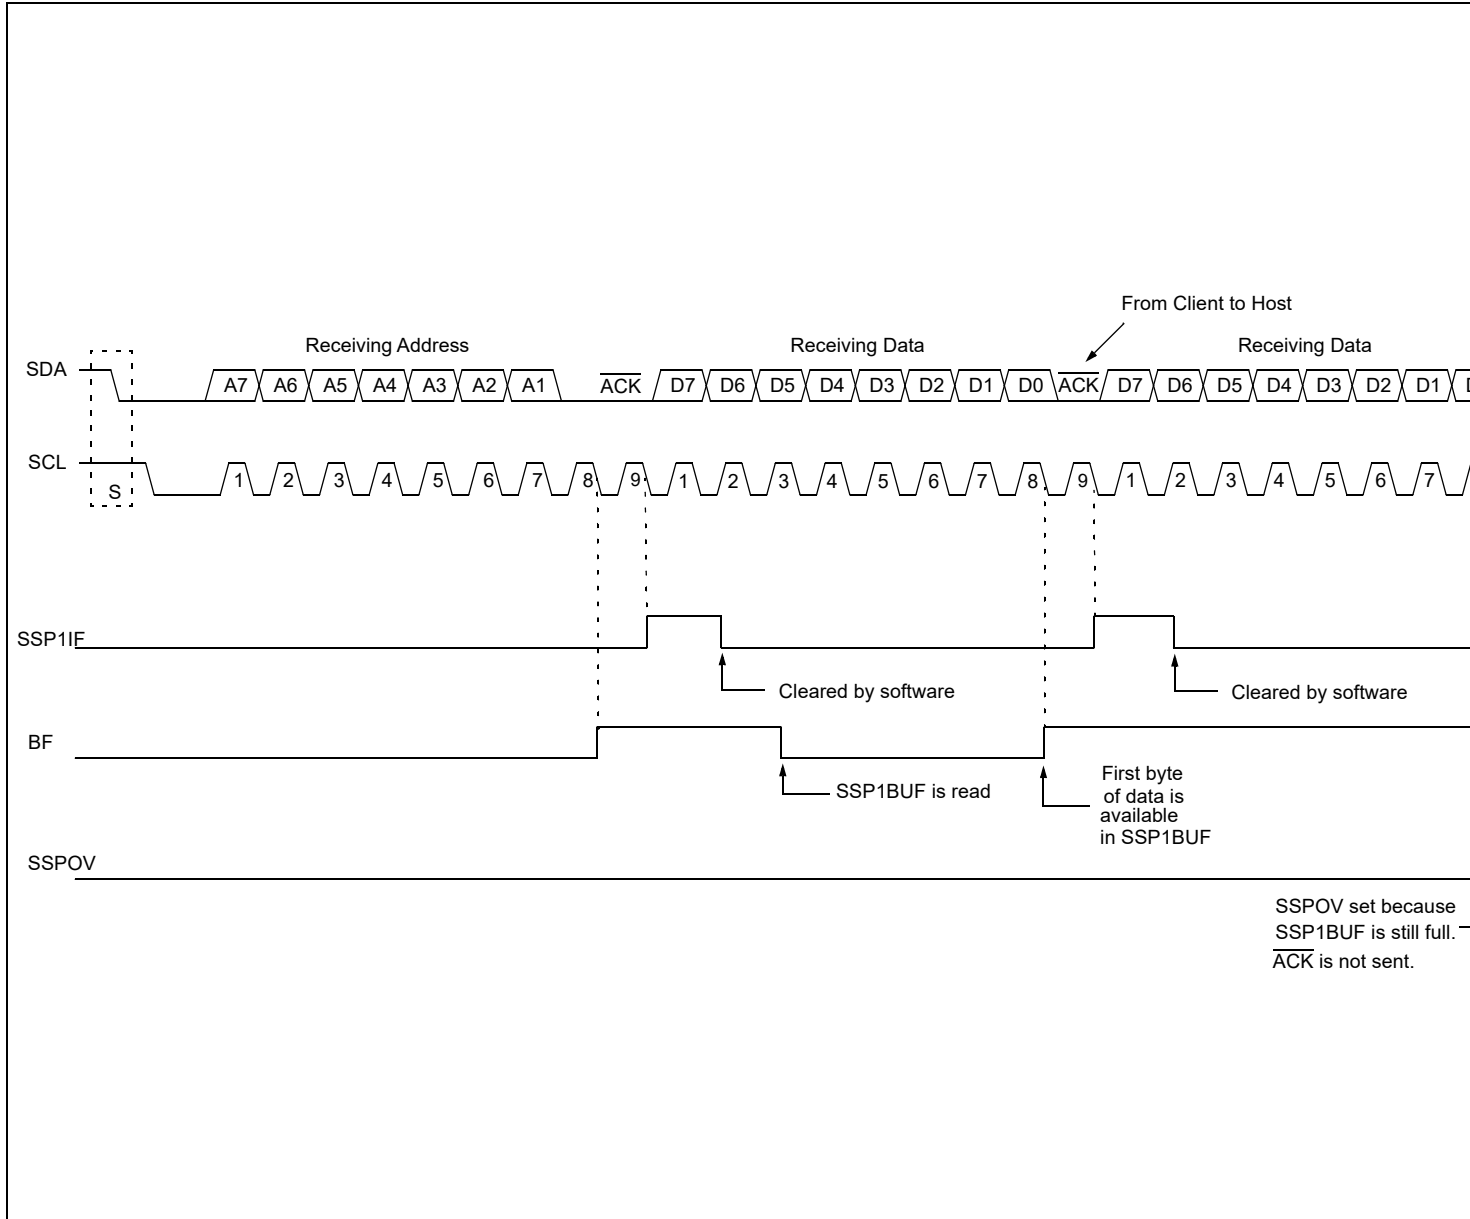 From Client to Host
Receiving Address
Receiving Data
Receiving Data
SDA
A7 A6 A5 A4 A3 A2 A1 ACK D7 D6 D5 D4 D3 D2 D1 D0 ACK D7 D6 D5 D4 D3 D2 D1
SCL
1 2 3 4 5 6 7 8 9 1 2 3 4 5 6 7 8 9 1 2 3 4 5 6 7
S
SSP1IF
Cleared by software
Cleared by software
BF
SSP1BUF is read
First byte
of data is
available
in SSP1BUF
SSPOV
SSPOV set because
SSP1BUF is still full.
ACK is not sent.